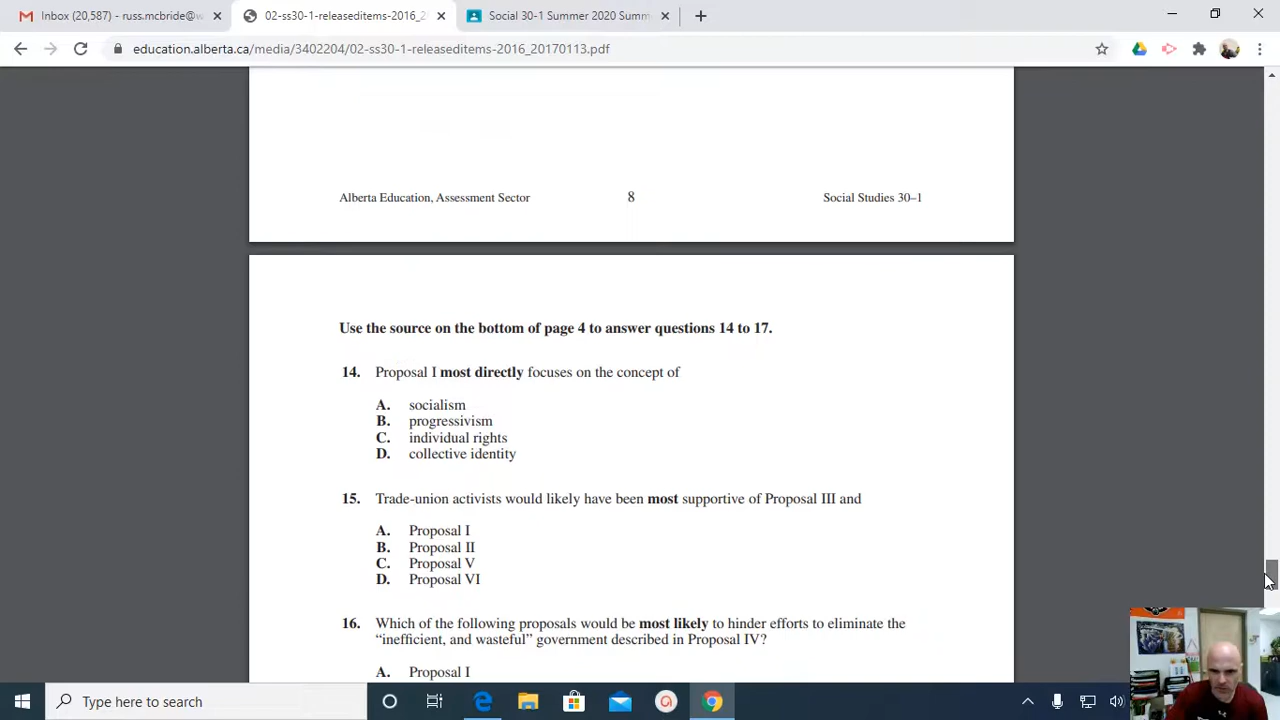 Inbox (20,587) - russ.mcbride@w
02-ss30-1-releaseditems-2016_2
Social 30-1 Summer 2020 Summ
education.alberta.ca/media/3402204/02-ss30-1-releaseditems-2016_20170113.pdf
Alberta Education, Assessment Sector 8 Social Studies 30–1
Use the source on the bottom of page 4 to answer questions 14 to 17.
14. Proposal I most directly focuses on the concept of
A. socialism
B. progressivism
C. individual rights
D. collective identity
15. Trade-union activists would likely have been most supportive of Proposal III and
A. Proposal I
B. Proposal II
C. Proposal V
D. Proposal VI
16. Which of the following proposals would be most likely to hinder efforts to eliminate the
“inefficient, and wasteful” government described in Proposal IV?
A. Proposal I
Type here to search